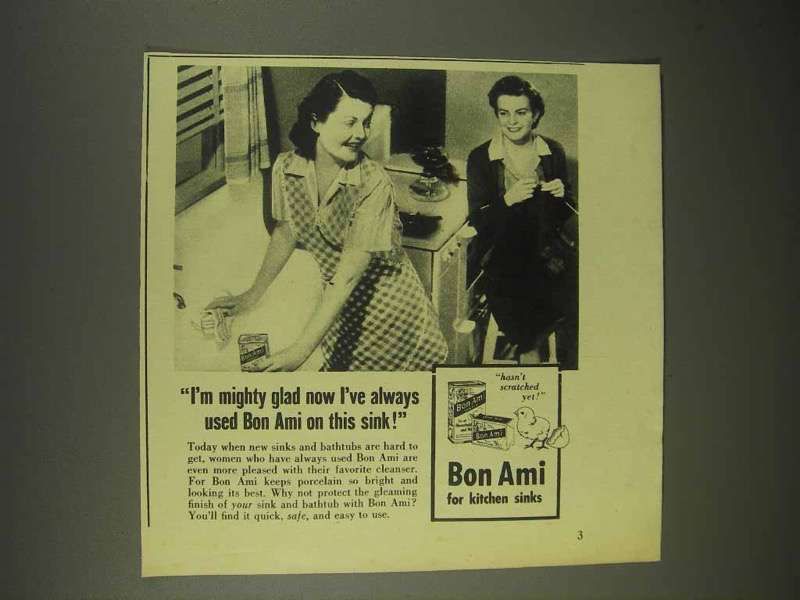 Bon Ami
"I'm mighty glad now I've always
used Bon Ami on this sink!"
Today when new sinks and bathtubs are hard to
get, women who have always used Bon Ami are
even more pleased with their favorite cleanser.
For Bon Ami keeps porcelain so bright and
looking its best. Why not protect the gleaming
finish of your sink and bathtub with Bon Ami?
You'll find it quick, safe, and easy to use.
"hasn't
scratched
yet!"
Bon Ami
Bon Ami
Bon Ami
for kitchen sinks
3